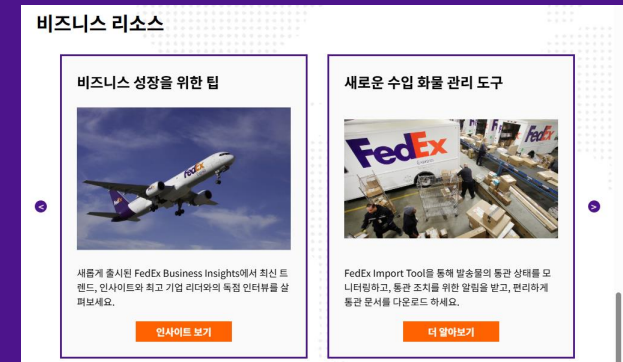 비즈니스 리소스
비즈니스 성장을 위한 팁
FedEx
새롭게 출시된 FedEx Business Insights에서 최신 트
렌드, 인사이트와 최고 기업 리더와의 독점 인터뷰를 살
펴보세요.
인사이트 보기
새로운 수입 화물 관리 도구
FedEx
Express
FedEx
FedEx Import Tool을 통해 발송물의 통관 상태를 모
니터링하고, 통관 조치를 위한 알림을 받고, 편리하게
통관 문서를 다운로드 하세요.
더 알아보기